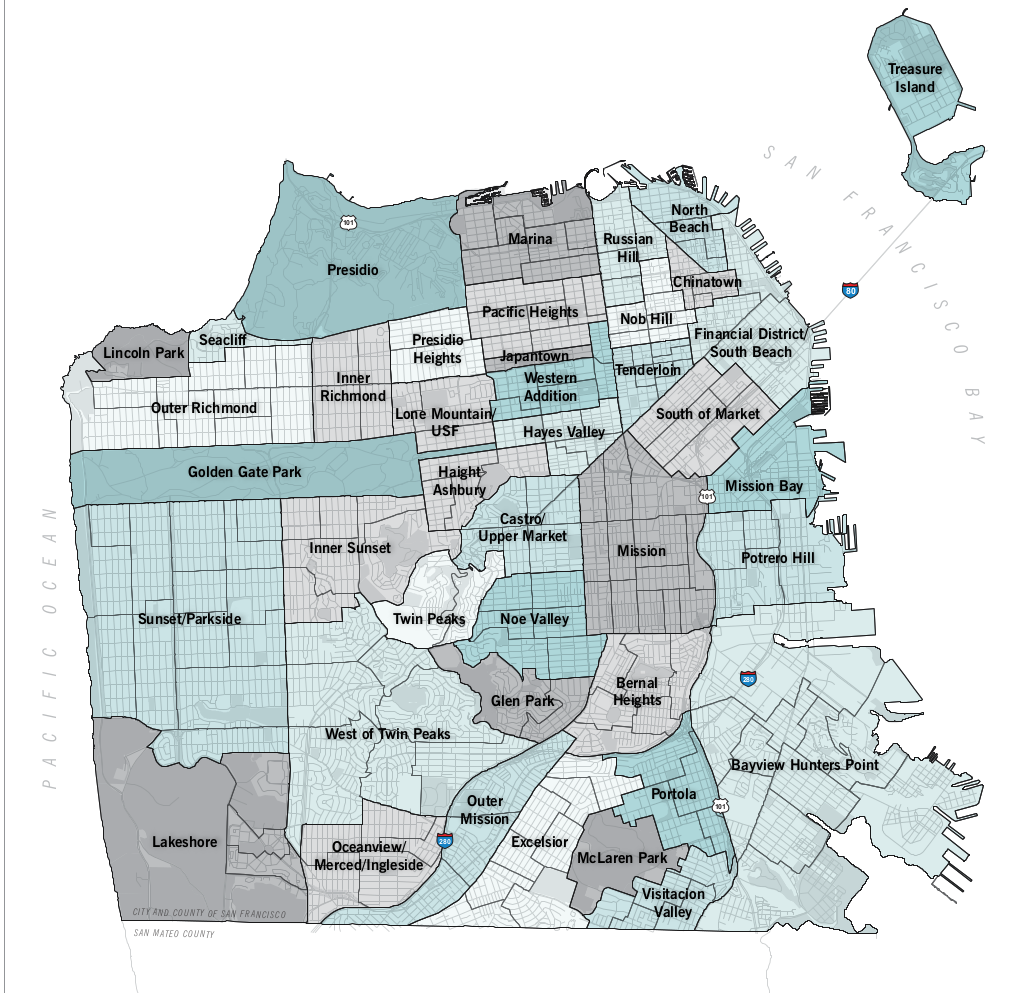 Treasure
Island
SAN FRANCISCO BAY
North
Beach
101
Marina
Russian
Hill
Presidio
Chinatown
80
Pacific Heights
Nob Hill
Seacliff
Lincoln Park
Presidio
Heights
Financial District/
South Beach
Japantown
Tenderloin
Inner
Richmond
Western
Addition
Outer Richmond
Lone Mountain/
USF
South of Market
Hayes Valley
Golden Gate Park
Haight
Ashbury
Mission Bay
101
PACIFIC OCEAN
Castro/
Upper Market
Inner Sunset
Mission
Potrero Hill
Sunset/Parkside
Twin Peaks
Noe Valley
280
Bernal
Heights
Glen Park
West of Twin Peaks
Bayview Hunters Point
Portola
Outer
Mission
101
Lakeshore
280
Excelsior
Oceanview/
Merced/Ingleside
McLaren Park
Visitacion
Valley
CITY AND COUNTY OF SAN FRANCISCO
SAN MATEO COUNTY